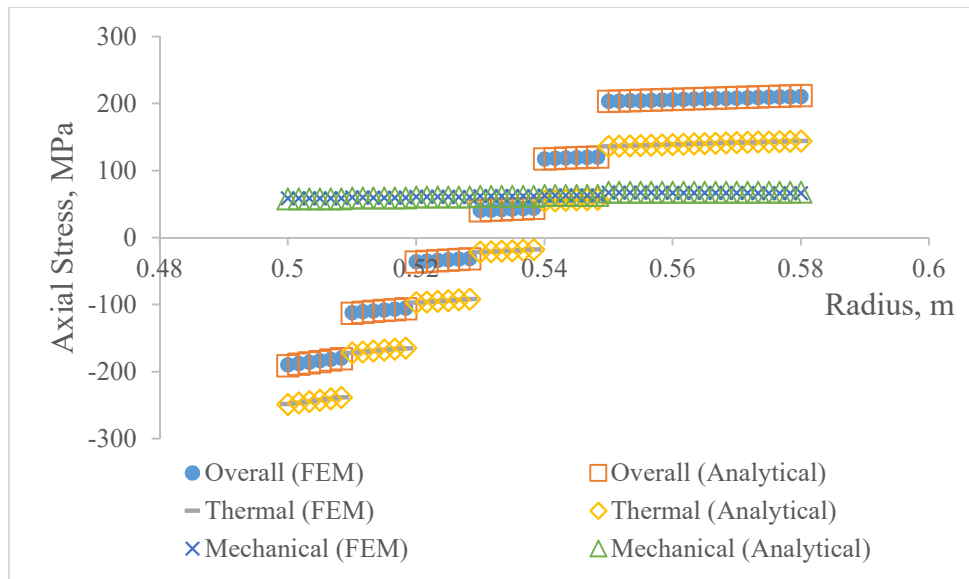 300
200
100
0
-100
-200
-300
0.48
0.5
0.52
0.54
0.56
0.58
0.6
Axial Stress, MPa
Radius, m
Overall (FEM)
Overall (Analytical)
Thermal (FEM)
Thermal (Analytical)
Mechanical (FEM)
Mechanical (Analytical)